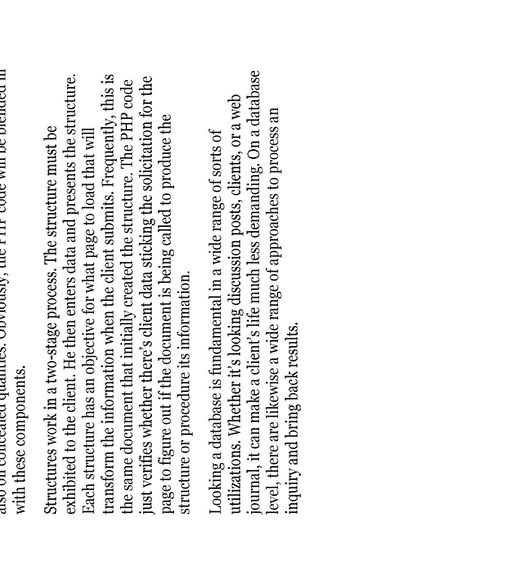 also on concealed qualities. Obviously, the PHP code will be blended in
with these components.
Structures work in a two-stage process. The structure must be
exhibited to the client. He then enters data and presents the structure.
Each structure has an objective for what page to load that will
transform the information when the client submits. Frequently, this is
the same document that initially created the structure. The PHP code
just verifies whether there's client data sticking the solicitation for the
page to figure out if the document is being called to produce the
structure or procedure its information.
Looking a database is fundamental in a wide range of sorts of
utilizations. Whether it's looking discussion posts, clients, or a web
journal, it can make a client's life much less demanding. On a database
level, there are likewise a wide range of approaches to process an
inquiry and bring back results.